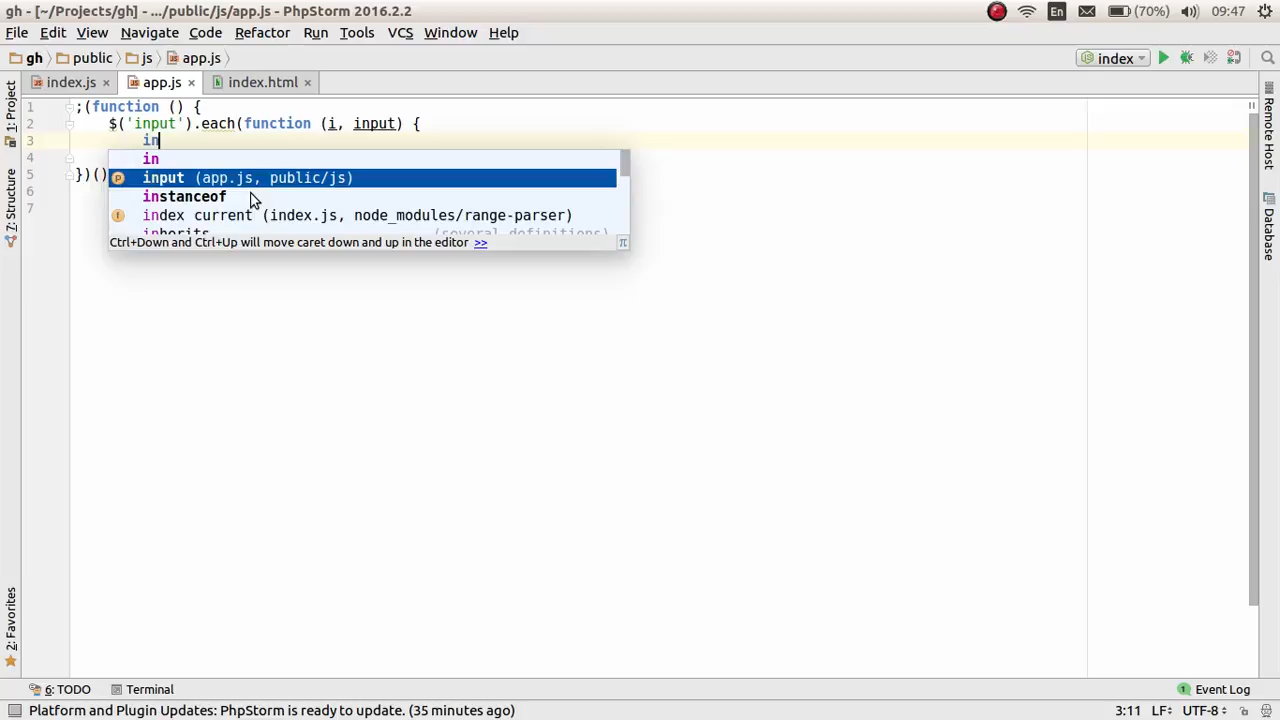 gh - [~/Projects/gh] - .../public/js/app.js - PhpStorm 2016.2.2
En (70%) 09:47
File Edit View Navigate Code Refactor Run Tools VCS Window Help
gh public js app.js index
index.js app.js index.html
1 ;(function () {
2 $('input').each(function (i, input) {
3 in
4 in
input (app.js, public/js)
5 })()
6 instanceof
7 index current (index.js, node_modules/range-parser)
inherits (several definitions)
Ctrl+Down and Ctrl+Up will move caret down and up in the editor >> π
1: Project
7: Structure
2: Favorites
Remote Host
Database
6: TODO Terminal 1 Event Log
Platform and Plugin Updates: PhpStorm is ready to update. (35 minutes ago) 3:11 LF÷ UTF-8÷